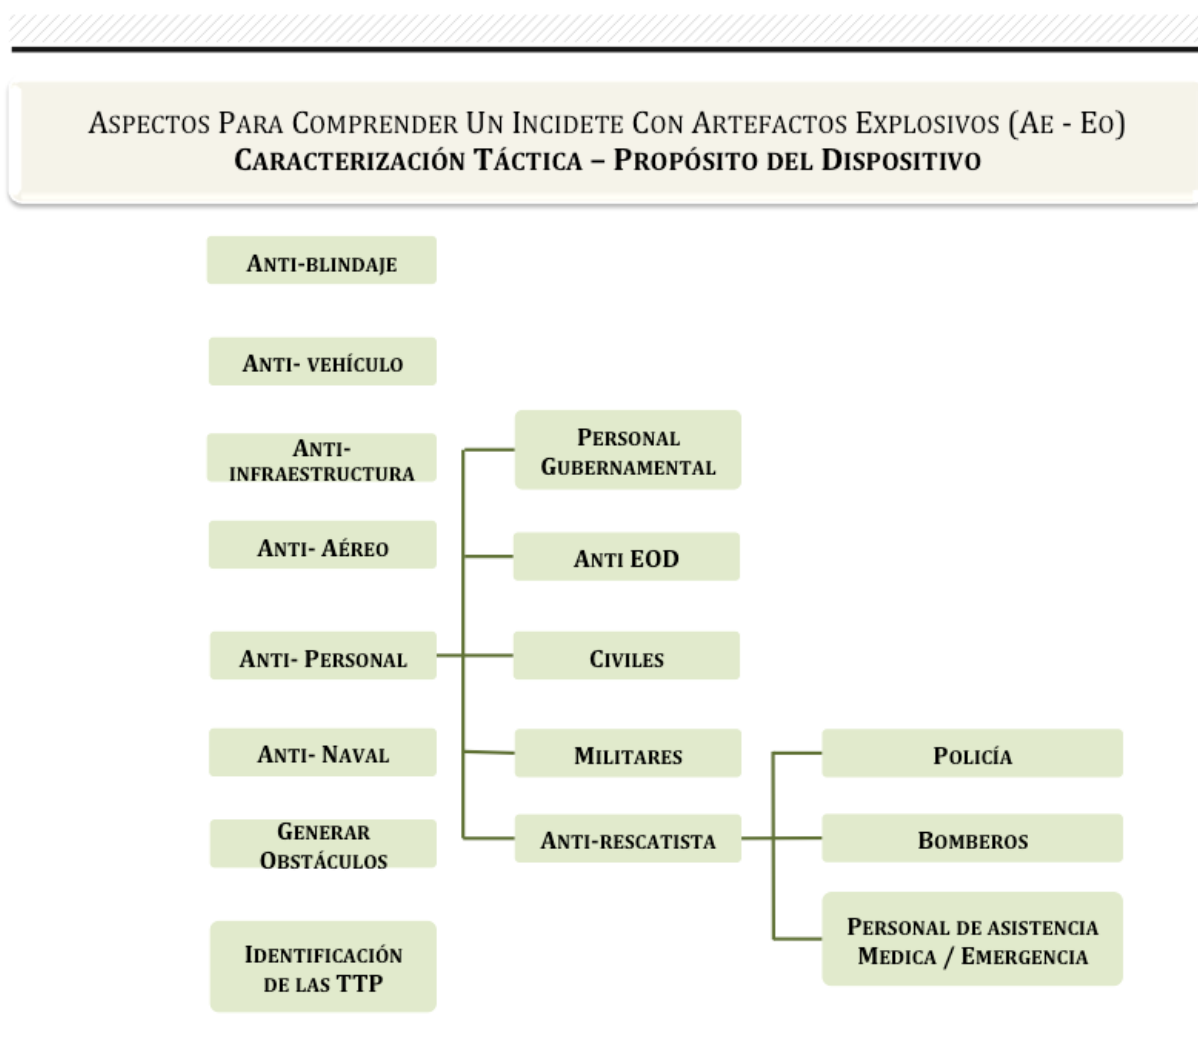 ASPECTOS PARA COMPRENDER UN INCIDETE CON ARTEFACTOS EXPLOSIVOS (AE - EO)
CARACTERIZACIÓN TÁCTICA – PROPÓSITO DEL DISPOSITIVO
ANTI-BLINDAJE
ANTI- VEHÍCULO
ANTI-
INFRAESTRUCTURA
ANTI- AÉREO
ANTI- PERSONAL
ANTI- NAVAL
GENERAR
OBSTÁCULOS
IDENTIFICACIÓN
DE LAS TTP
PERSONAL
GUBERNAMENTAL
ANTI EOD
CIVILES
MILITARES
ANTI-RESCATISTA
POLICÍA
BOMBEROS
PERSONAL DE ASISTENCIA
MEDICA / EMERGENCIA